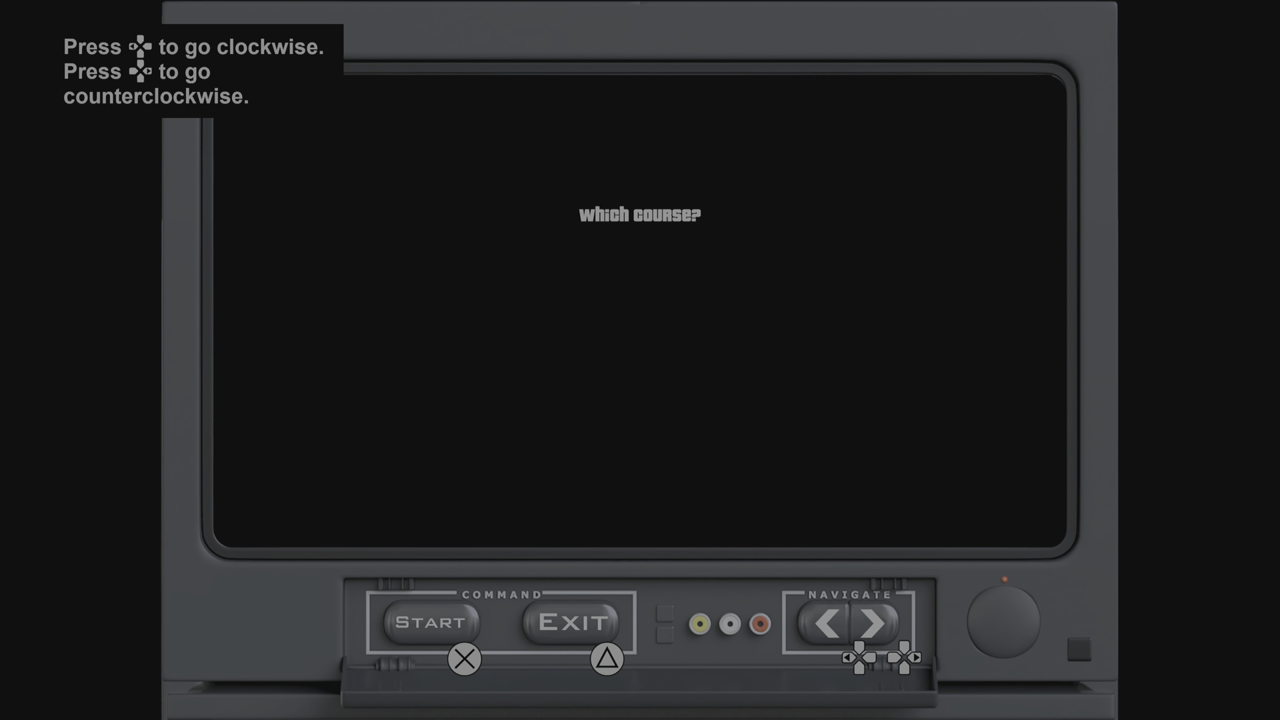 Press to go clockwise.
Press to go
counterclockwise.
Which course?
COMMAND
START
EXIT
NAVIGATE